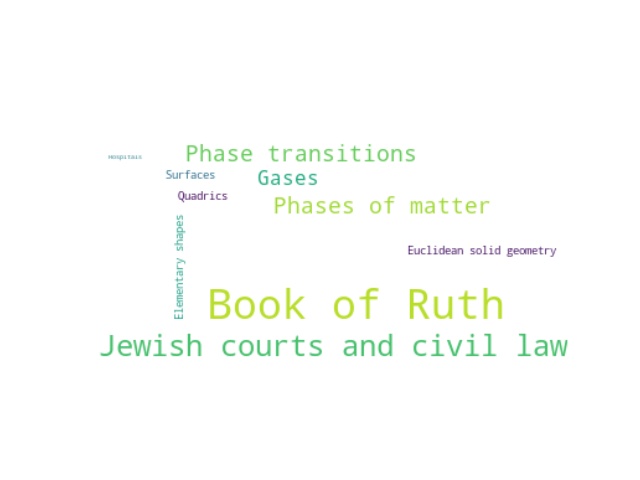 Phase transitions
Hospitals
Surfaces
Gases
Quadrics
Phases of matter
Elementary shapes
Euclidean solid geometry
Book of Ruth
Jewish courts and civil law